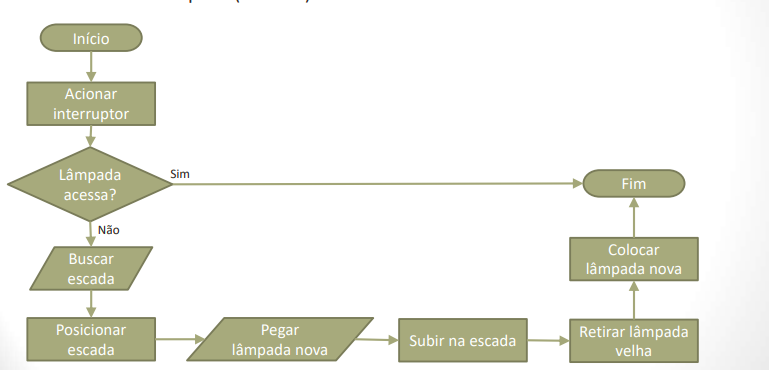 Início
Acionar
interruptor
Lâmpada
acessa?
Sim
Fim
Não
Buscar
escada
Colocar
lâmpada nova
Posicionar
escada
Pegar
lâmpada nova
Subir na escada
Retirar lâmpada
velha